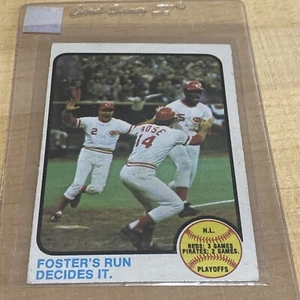 2
ROSE
14
FOSTER'S RUN
DECIDES IT.
N.L.
REDS: 3 GAMES
PIRATES: 2 GAMES.
PLAYOFFS